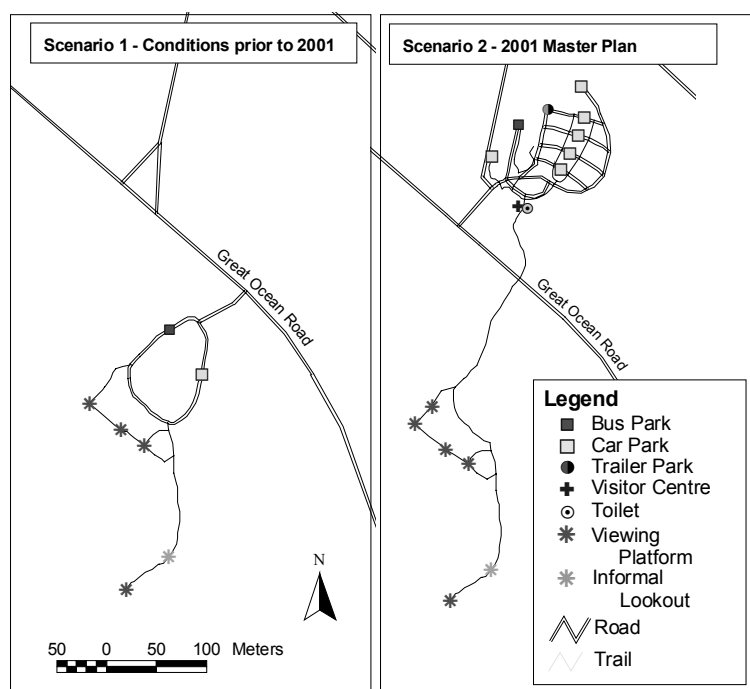 Scenario 1 - Conditions prior to 2001
Great Ocean Road
N
50 0 50 100 Meters
Scenario 2 - 2001 Master Plan
Great Ocean Road
Legend
Bus Park
Car Park
Trailer Park
Visitor Centre
Toilet
Viewing
Platform
Informal
Lookout
Road
Trail